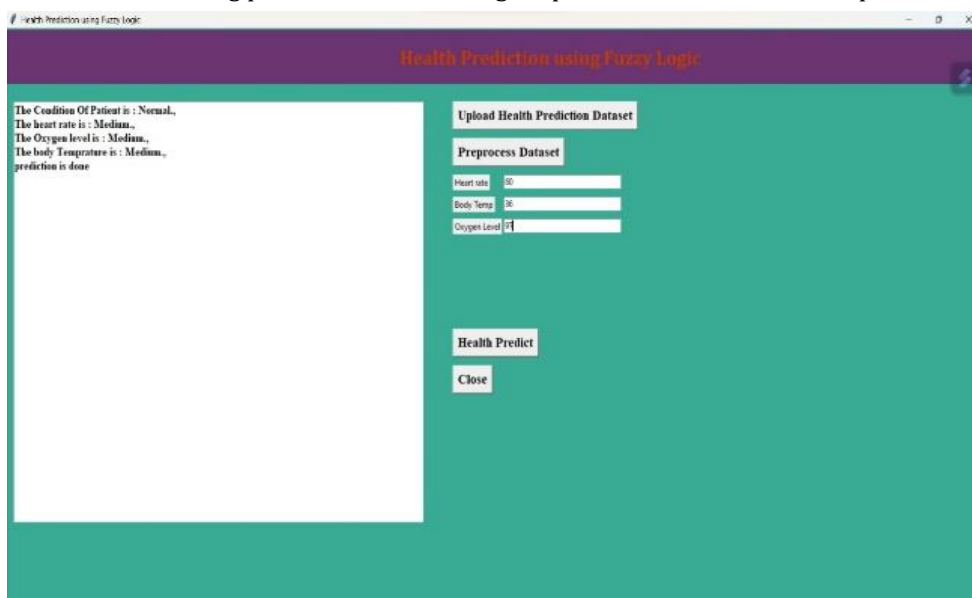 Health Prediction using Fuzzy Logic
Health Prediction using Fuzzy Logic
The Condition Of Patient is : Normal.,
The heart rate is : Medium.,
The Oxygen level is : Medium.,
The body Temprature is : Medium.,
prediction is done
Upload Health Prediction Dataset
Preprocess Dataset
Heart rate
Body Temp 36
Oxygen Level 97
Health Predict
Close